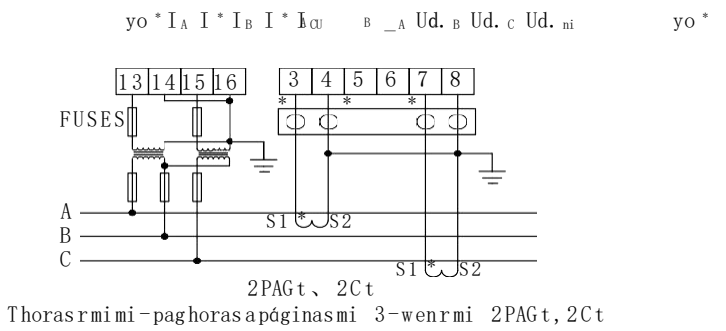 yo * I A I * I B I * I A CU B _ A Ud. B Ud. C Ud. ni yo *
13 14 15 16 3 4 5 6 7 8
* * *
FUSES
A
S1 * S2
B
C
S1 * S2
2PAGt、2Ct
Thorasrmimi-paghorasapáginasmi 3-wenrmi 2PAGt,2Ct